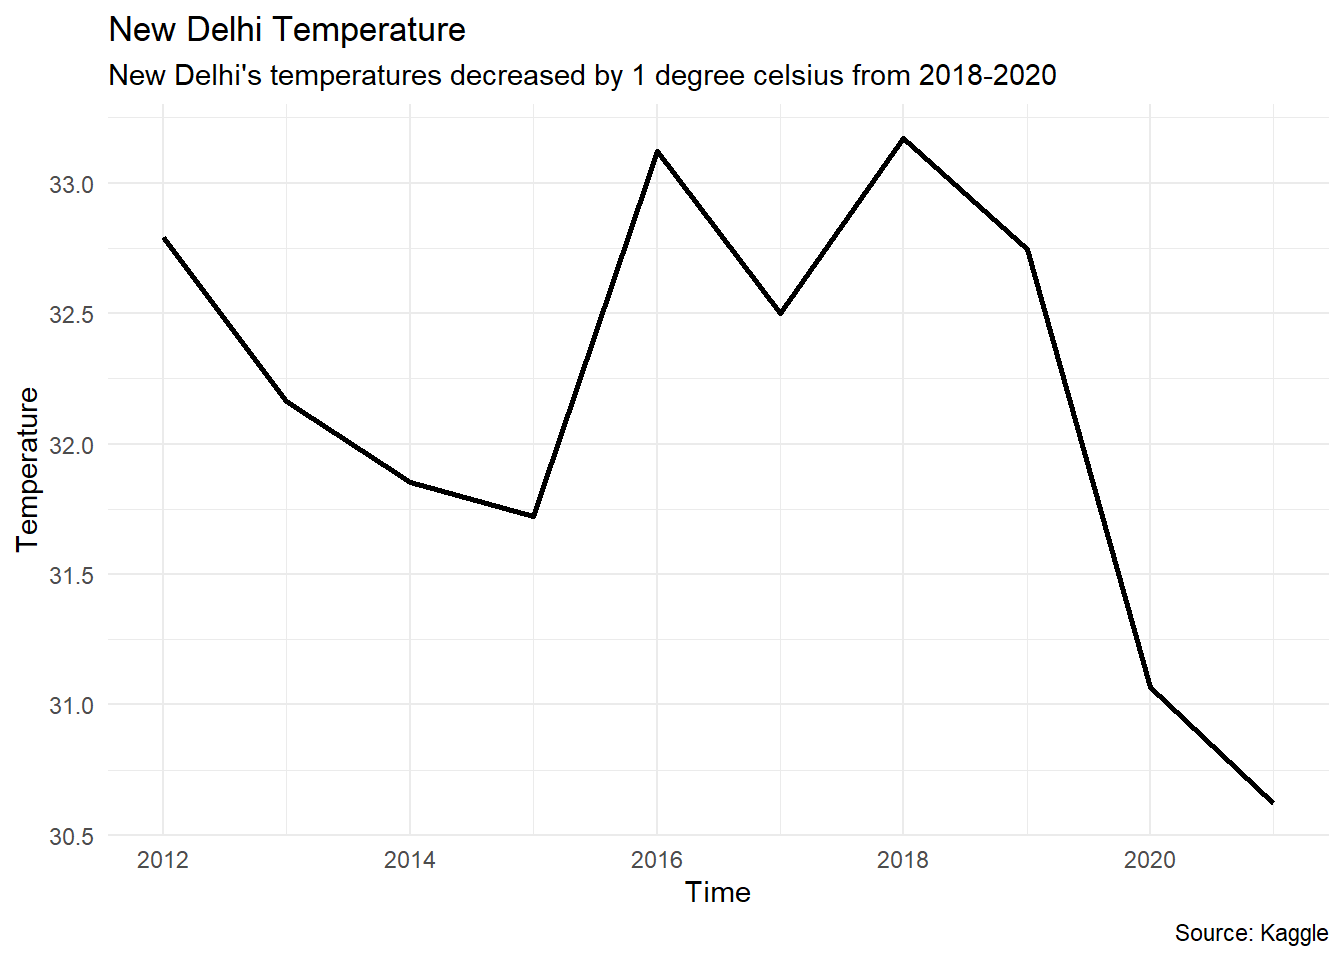 New Delhi Temperature
New Delhi's temperatures decreased by 1 degree celsius from 2018-2020
33.0
32.5
32.0
31.5
31.0
30.5
Temperature
2012 2014 2016 2018 2020
Time
Source: Kaggle